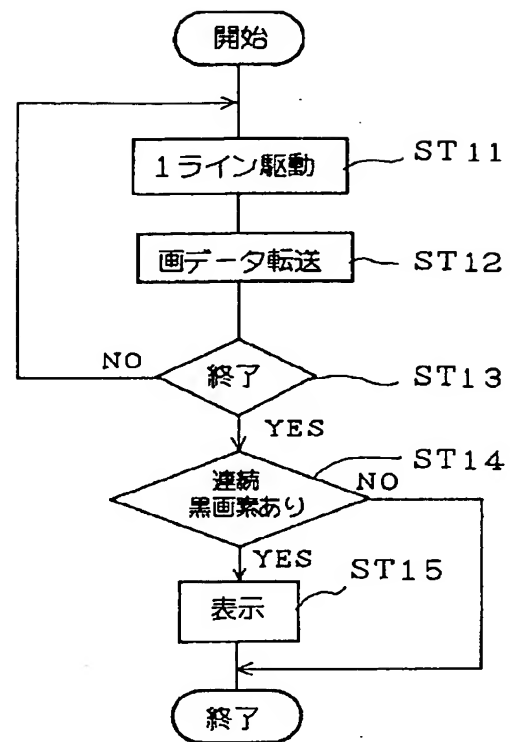 開始
1ライン駆動
ST11
画データ転送
ST12
NO
終了
ST13
YES
ST14
連続
黒画素あり
NO
YES
ST15
表示
終了